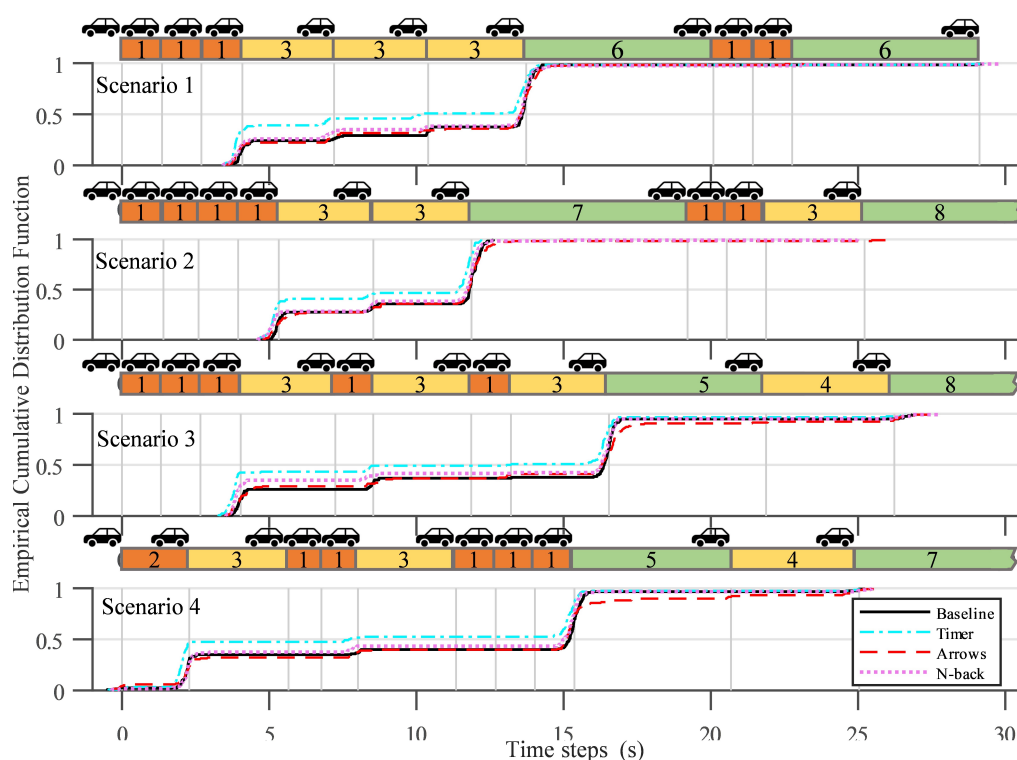 1 1 1 3 3 3 6 1 1 6
1
Scenario 1
0.5
0
1 1 1 1 3 3 7 1 1 3 8
1
Scenario 2
0.5
0
1 1 1 3 1 3 1 3 5 4 8
1
Scenario 3
0.5
0
2 3 1 1 3 1 1 1 5 4 7
1
Scenario 4
0.5
0
Baseline
Timer
Arrows
N-back
0 5 10 15 20 25 30
Time steps (s)
Empirical Cumulative Distribution Function